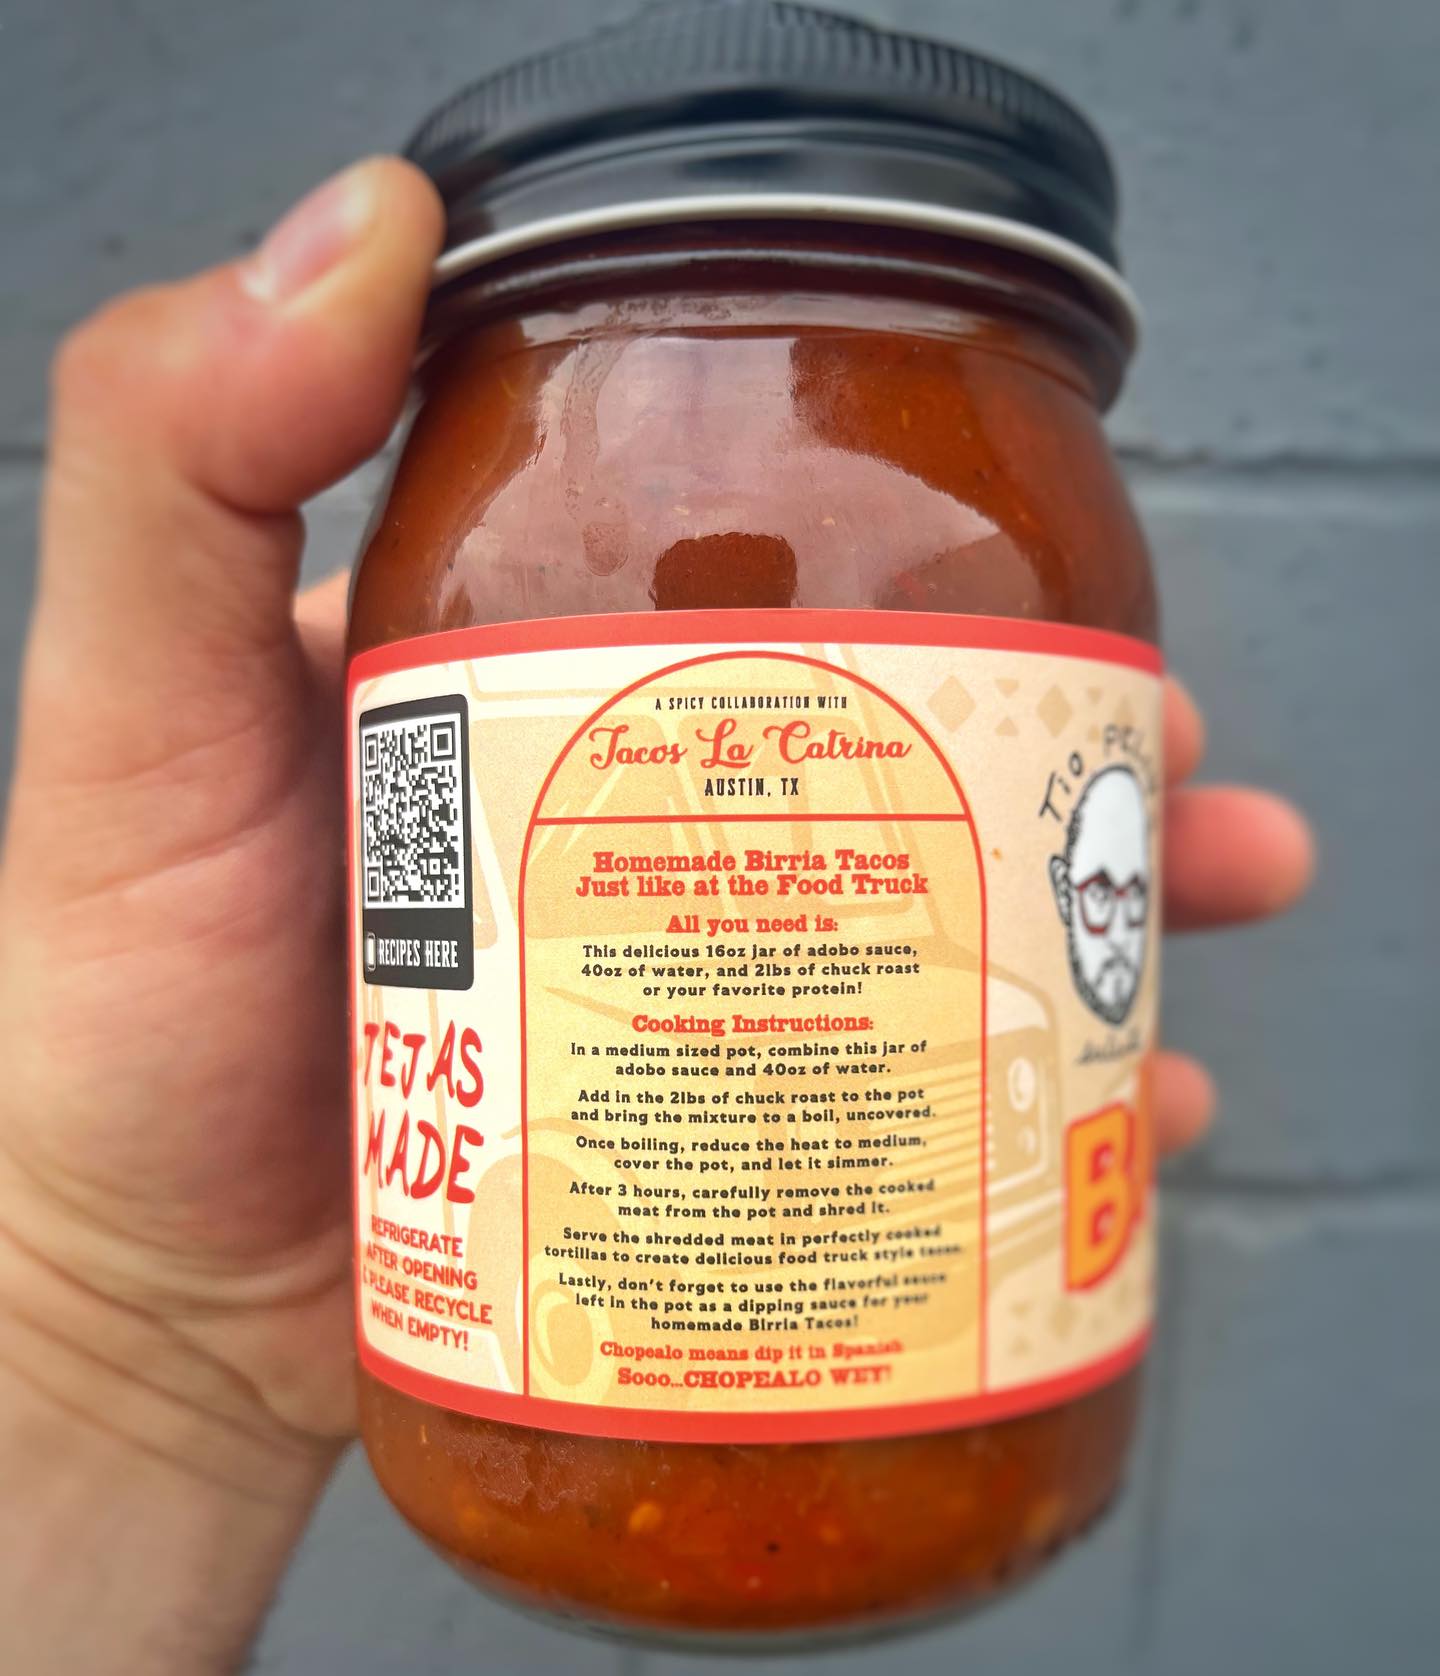 RECIPES HERE
TEJAS
MADE
REFRIGERATE
AFTER OPENING
& PLEASE RECYCLE
WHEN EMPTY!
A SPICY COLLABORATION WITH
Tacos La Catrina
AUSTIN, TX
Homemade Birria Tacos
Just like at the Food Truck
All you need is:
This delicious 16oz jar of adobo sauce,
40oz of water, and 2lbs of chuck roast
or your favorite protein!
Cooking Instructions:
In a medium sized pot, combine this jar of
adobo sauce and 40oz of water.
Add in the 2lbs of chuck roast to the pot
and bring the mixture to a boil, uncovered.
Once boiling, reduce the heat to medium,
cover the pot, and let it simmer.
After 3 hours, carefully remove the cooked
meat from the pot and shred it.
Serve the shredded meat in perfectly cooked
tortillas to create delicious food truck style tacos.
Lastly, don't forget to use the flavorful sauce
left in the pot as a dipping sauce for your
homemade Birria Tacos!
Chopealo means dip it in Spanish
Sooo...CHOPEALO WEY!
Tio
B